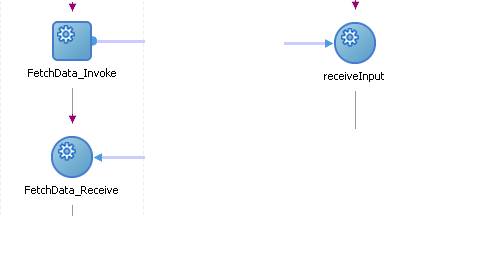 FetchData_Invoke
receiveInput
FetchData_Receive